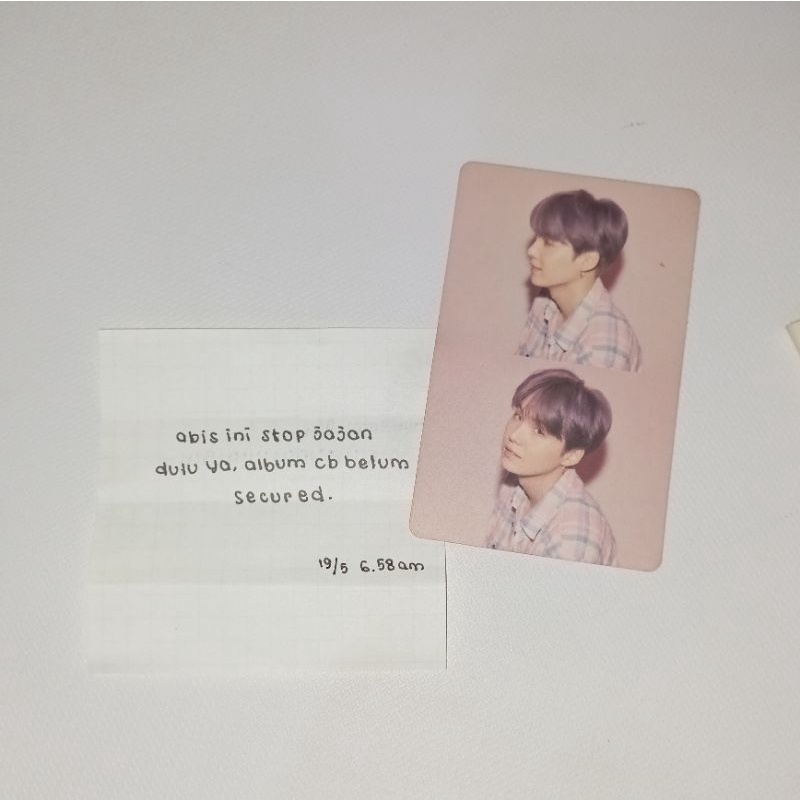 abis ini stop jajan
dulu ya, album cb belum
secured.
19/5 6.58am